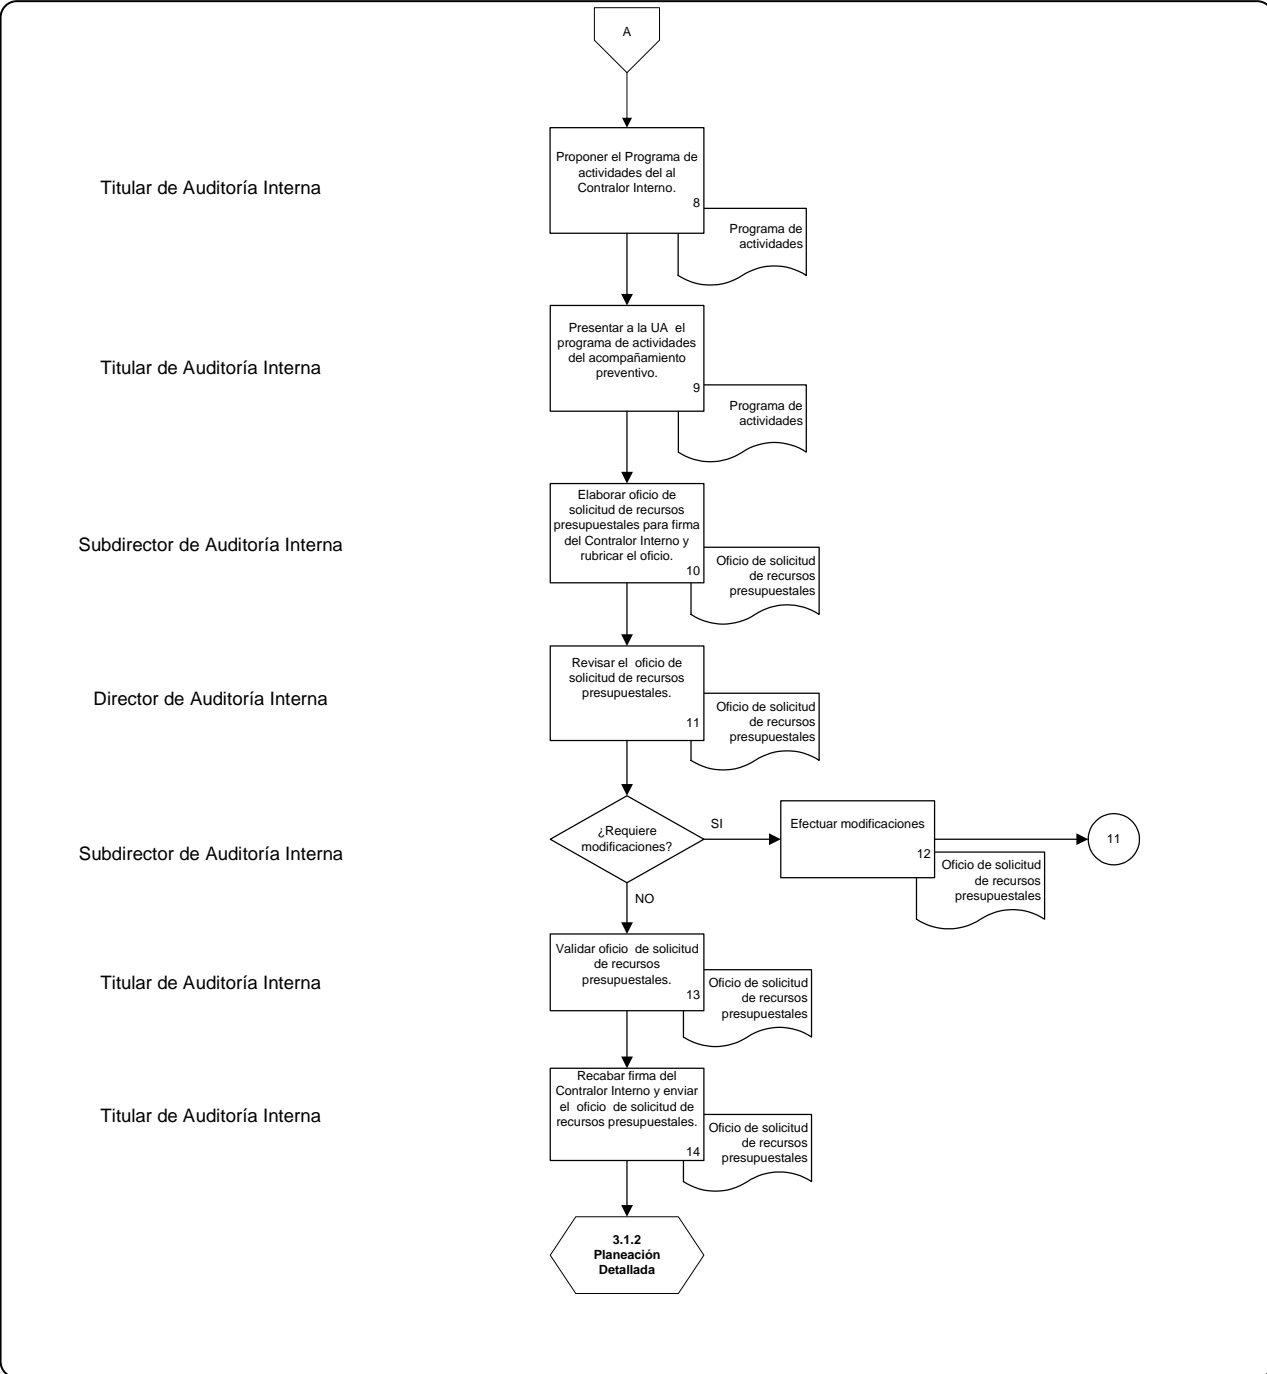 A
Titular de Auditoría Interna
Proponer el Programa de
actividades del al
Contralor Interno.
8
Programa de
actividades
Titular de Auditoría Interna
Presentar a la UA el
programa de actividades
del acompañamiento
preventivo.
9
Programa de
actividades
Subdirector de Auditoría Interna
Elaborar oficio de
solicitud de recursos
presupuestales para firma
del Contralor Interno y
rubricar el oficio.
10
Oficio de solicitud
de recursos
presupuestales
Director de Auditoría Interna
Revisar el oficio de
solicitud de recursos
presupuestales.
11
Oficio de solicitud
de recursos
presupuestales
Subdirector de Auditoría Interna
¿Requiere
modificaciones?
SI
Efectuar modificaciones
12
Oficio de solicitud
de recursos
presupuestales
11
NO
Titular de Auditoría Interna
Validar oficio de solicitud
de recursos
presupuestales.
13
Oficio de solicitud
de recursos
presupuestales
Titular de Auditoría Interna
Recabar firma del
Contralor Interno y enviar
el oficio de solicitud de
recursos presupuestales.
14
Oficio de solicitud
de recursos
presupuestales
3.1.2
Planeación
Detallada